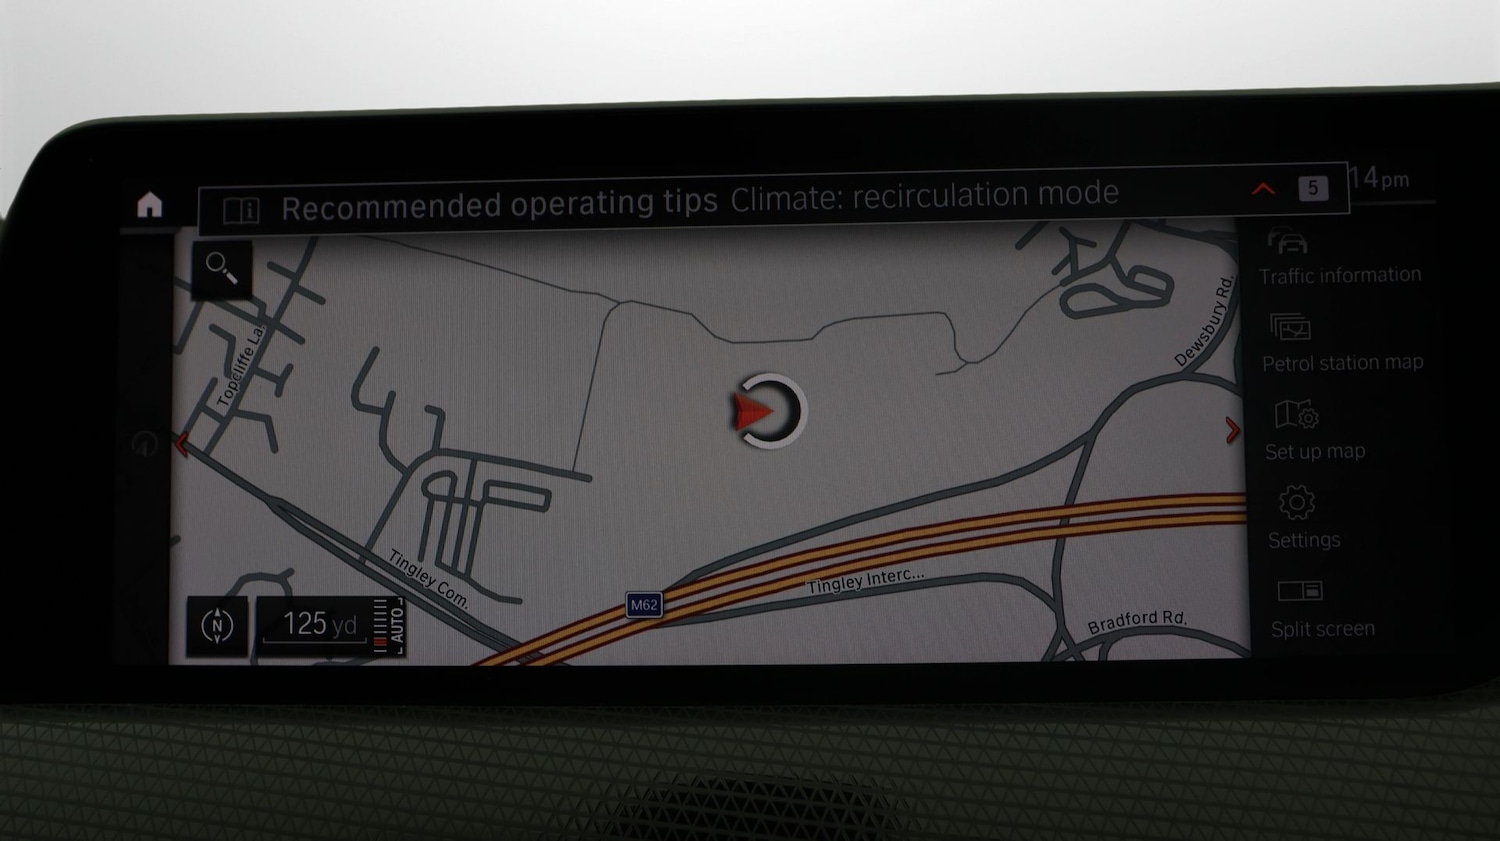 Recommended operating tips Climate: recirculation mode
5
14pm
Traffic information
Petrol station map
Set up map
Settings
Split screen
Topcliffe La.
Dewsbury Rd.
Tingley Com.
M62
Tingley Interc...
Bradford Rd.
N
125 yd
AUTO